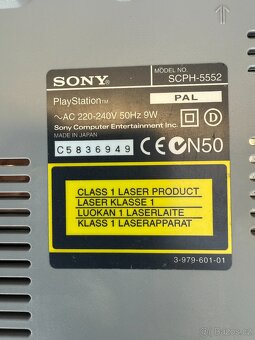 SONY
MODEL NO.
SCPH-5552
PlayStation™
PAL
～AC 220-240V 50Hz 9W
Sony Computer Entertainment Inc.
MADE IN JAPAN
D
C5836949
CE N50
CLASS 1 LASER PRODUCT
LASER KLASSE 1
LUOKAN 1 LASERLAITE
KLASS 1 LASERAPPARAT
3-979-601-01